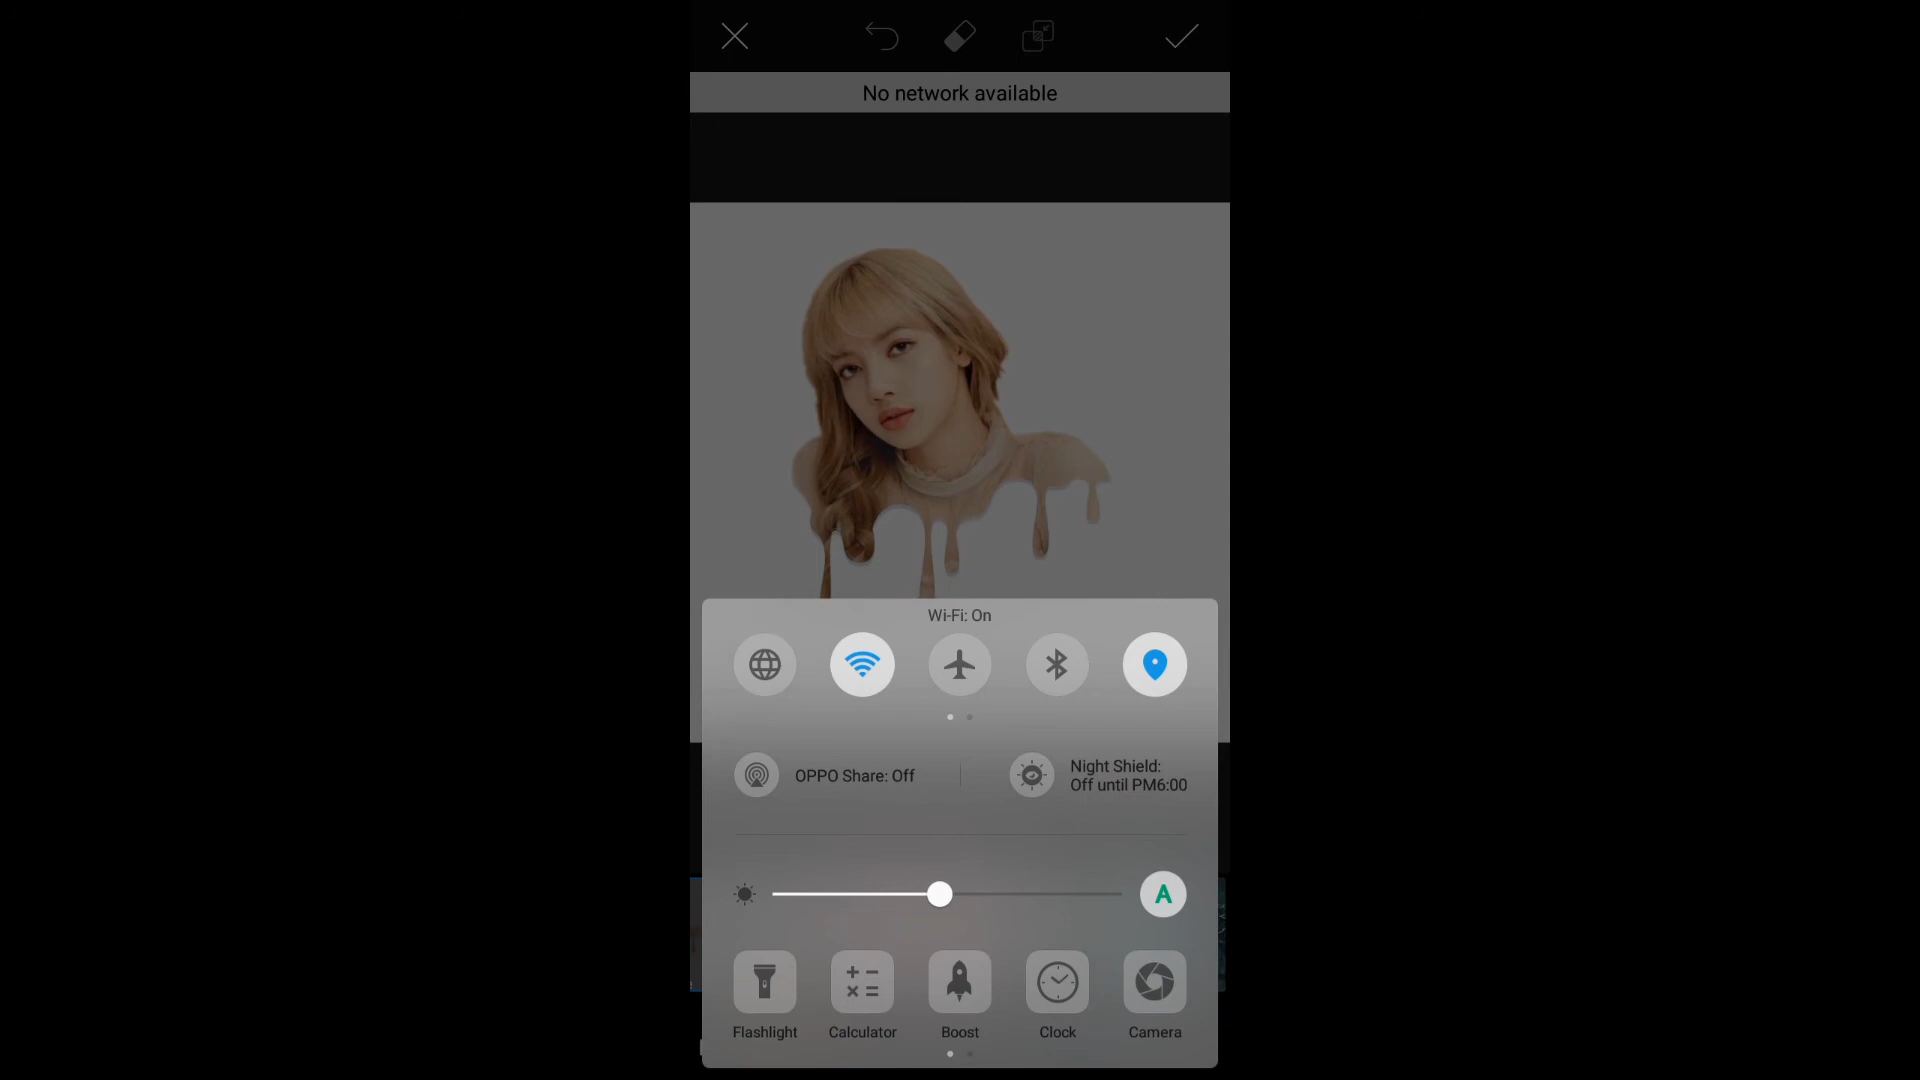 No network available
Wi-Fi: On
OPPO Share: Off
Night Shield:
Off until PM6:00
A
Flashlight Calculator Boost Clock Camera